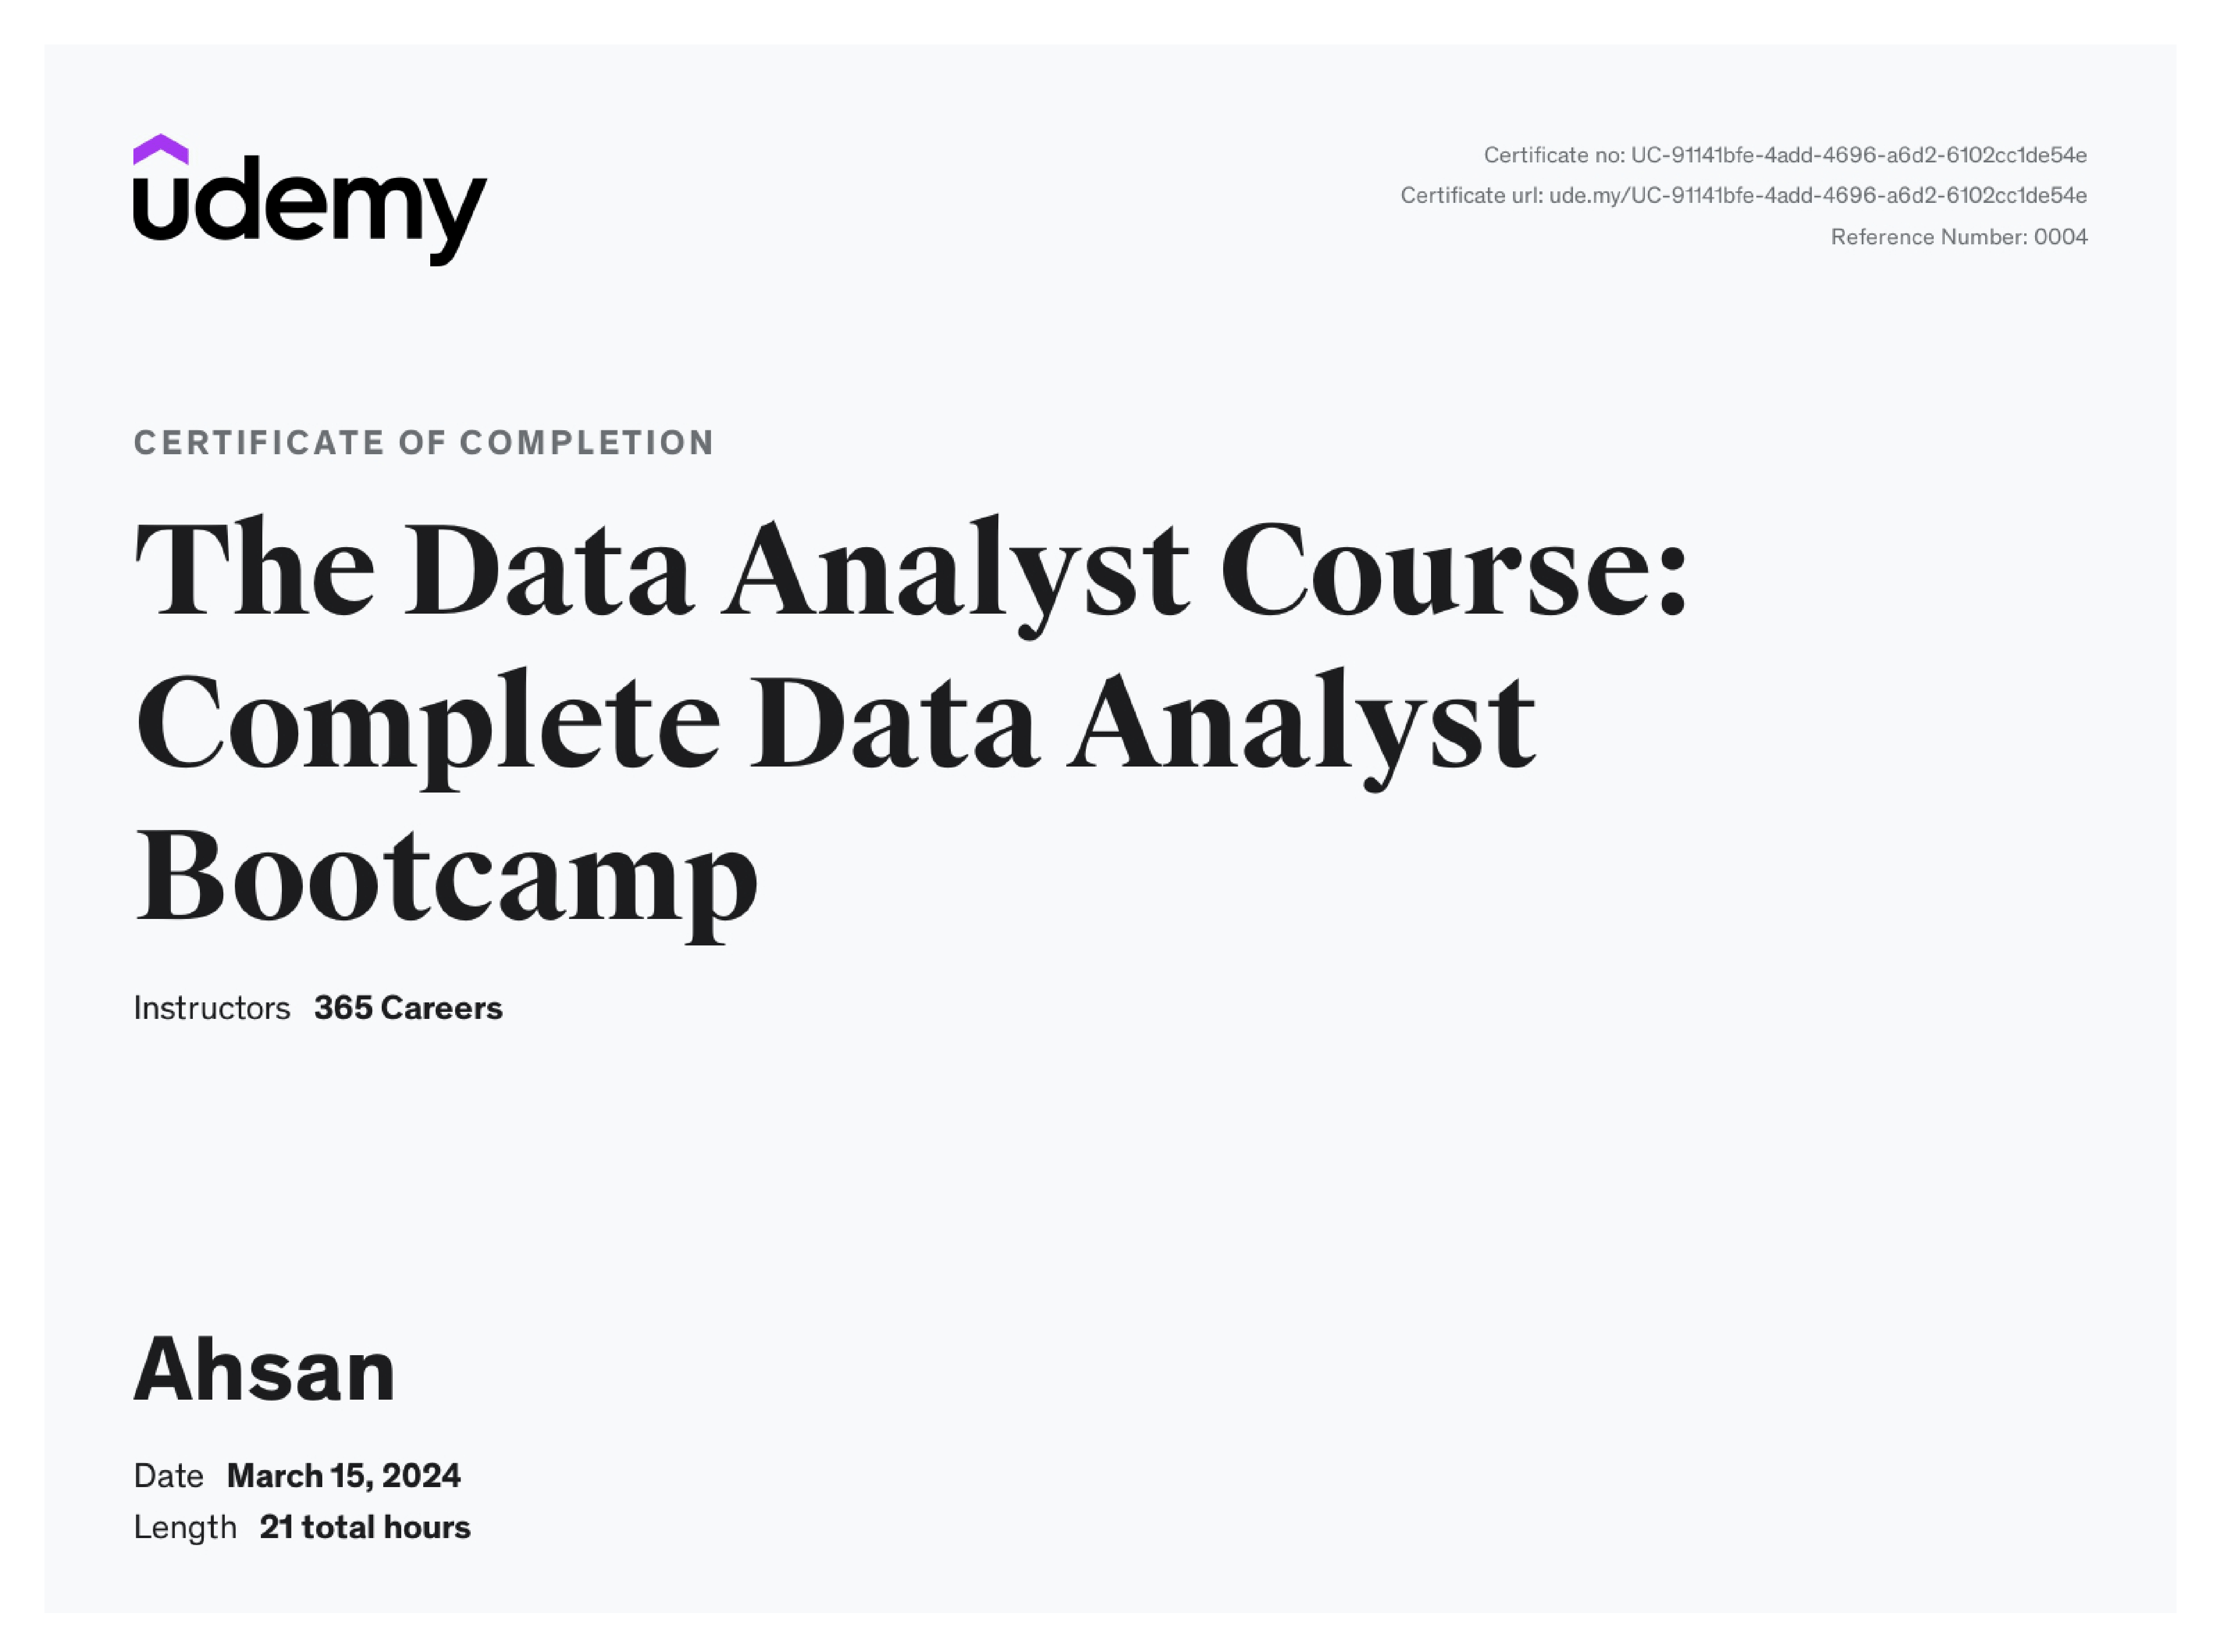 udemy
Certificate no: UC-91141bfe-4add-4696-a6d2-6102cc1de54e
Certificate url: ude.my/UC-91141bfe-4add-4696-a6d2-6102cc1de54e
Reference Number: 0004
CERTIFICATE OF COMPLETION
The Data Analyst Course:
Complete Data Analyst
Bootcamp
Instructors 365 Careers
Ahsan
Date March 15, 2024
Length 21 total hours